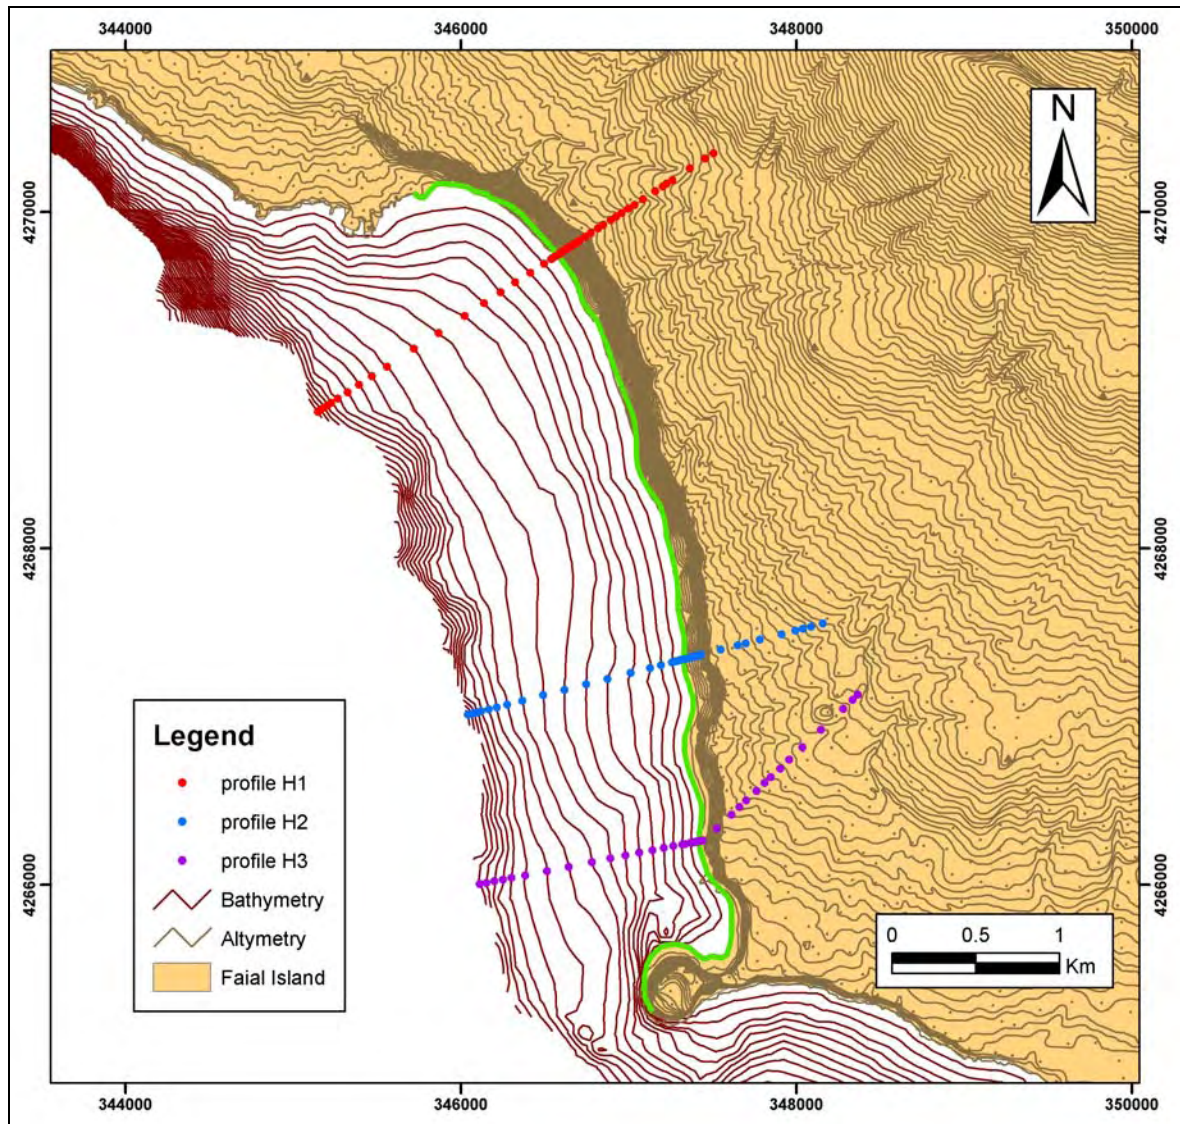 344000 346000 348000 350000
N
4270000 4270000
4268000 4268000
Legend
profile H1
profile H2
profile H3
Bathymetry
Altymetry
Faial Island
4266000 4266000
0 0.5 1
Km
344000 346000 348000 350000